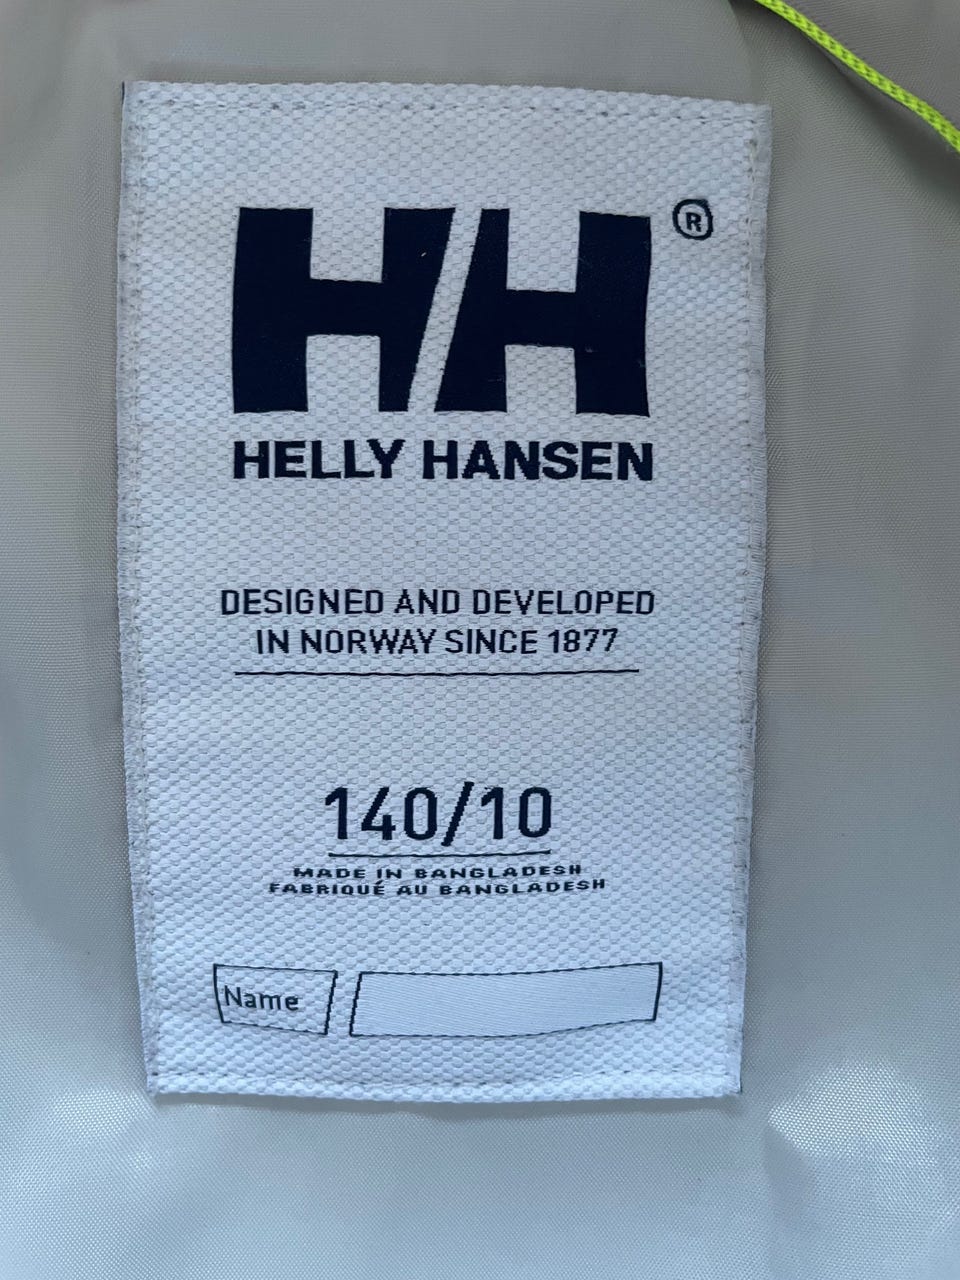 HH®
HELLY HANSEN
DESIGNED AND DEVELOPED
IN NORWAY SINCE 1877
140/10
MADE IN BANGLADESH
FABRIQUÉ AU BANGLADESH
Name